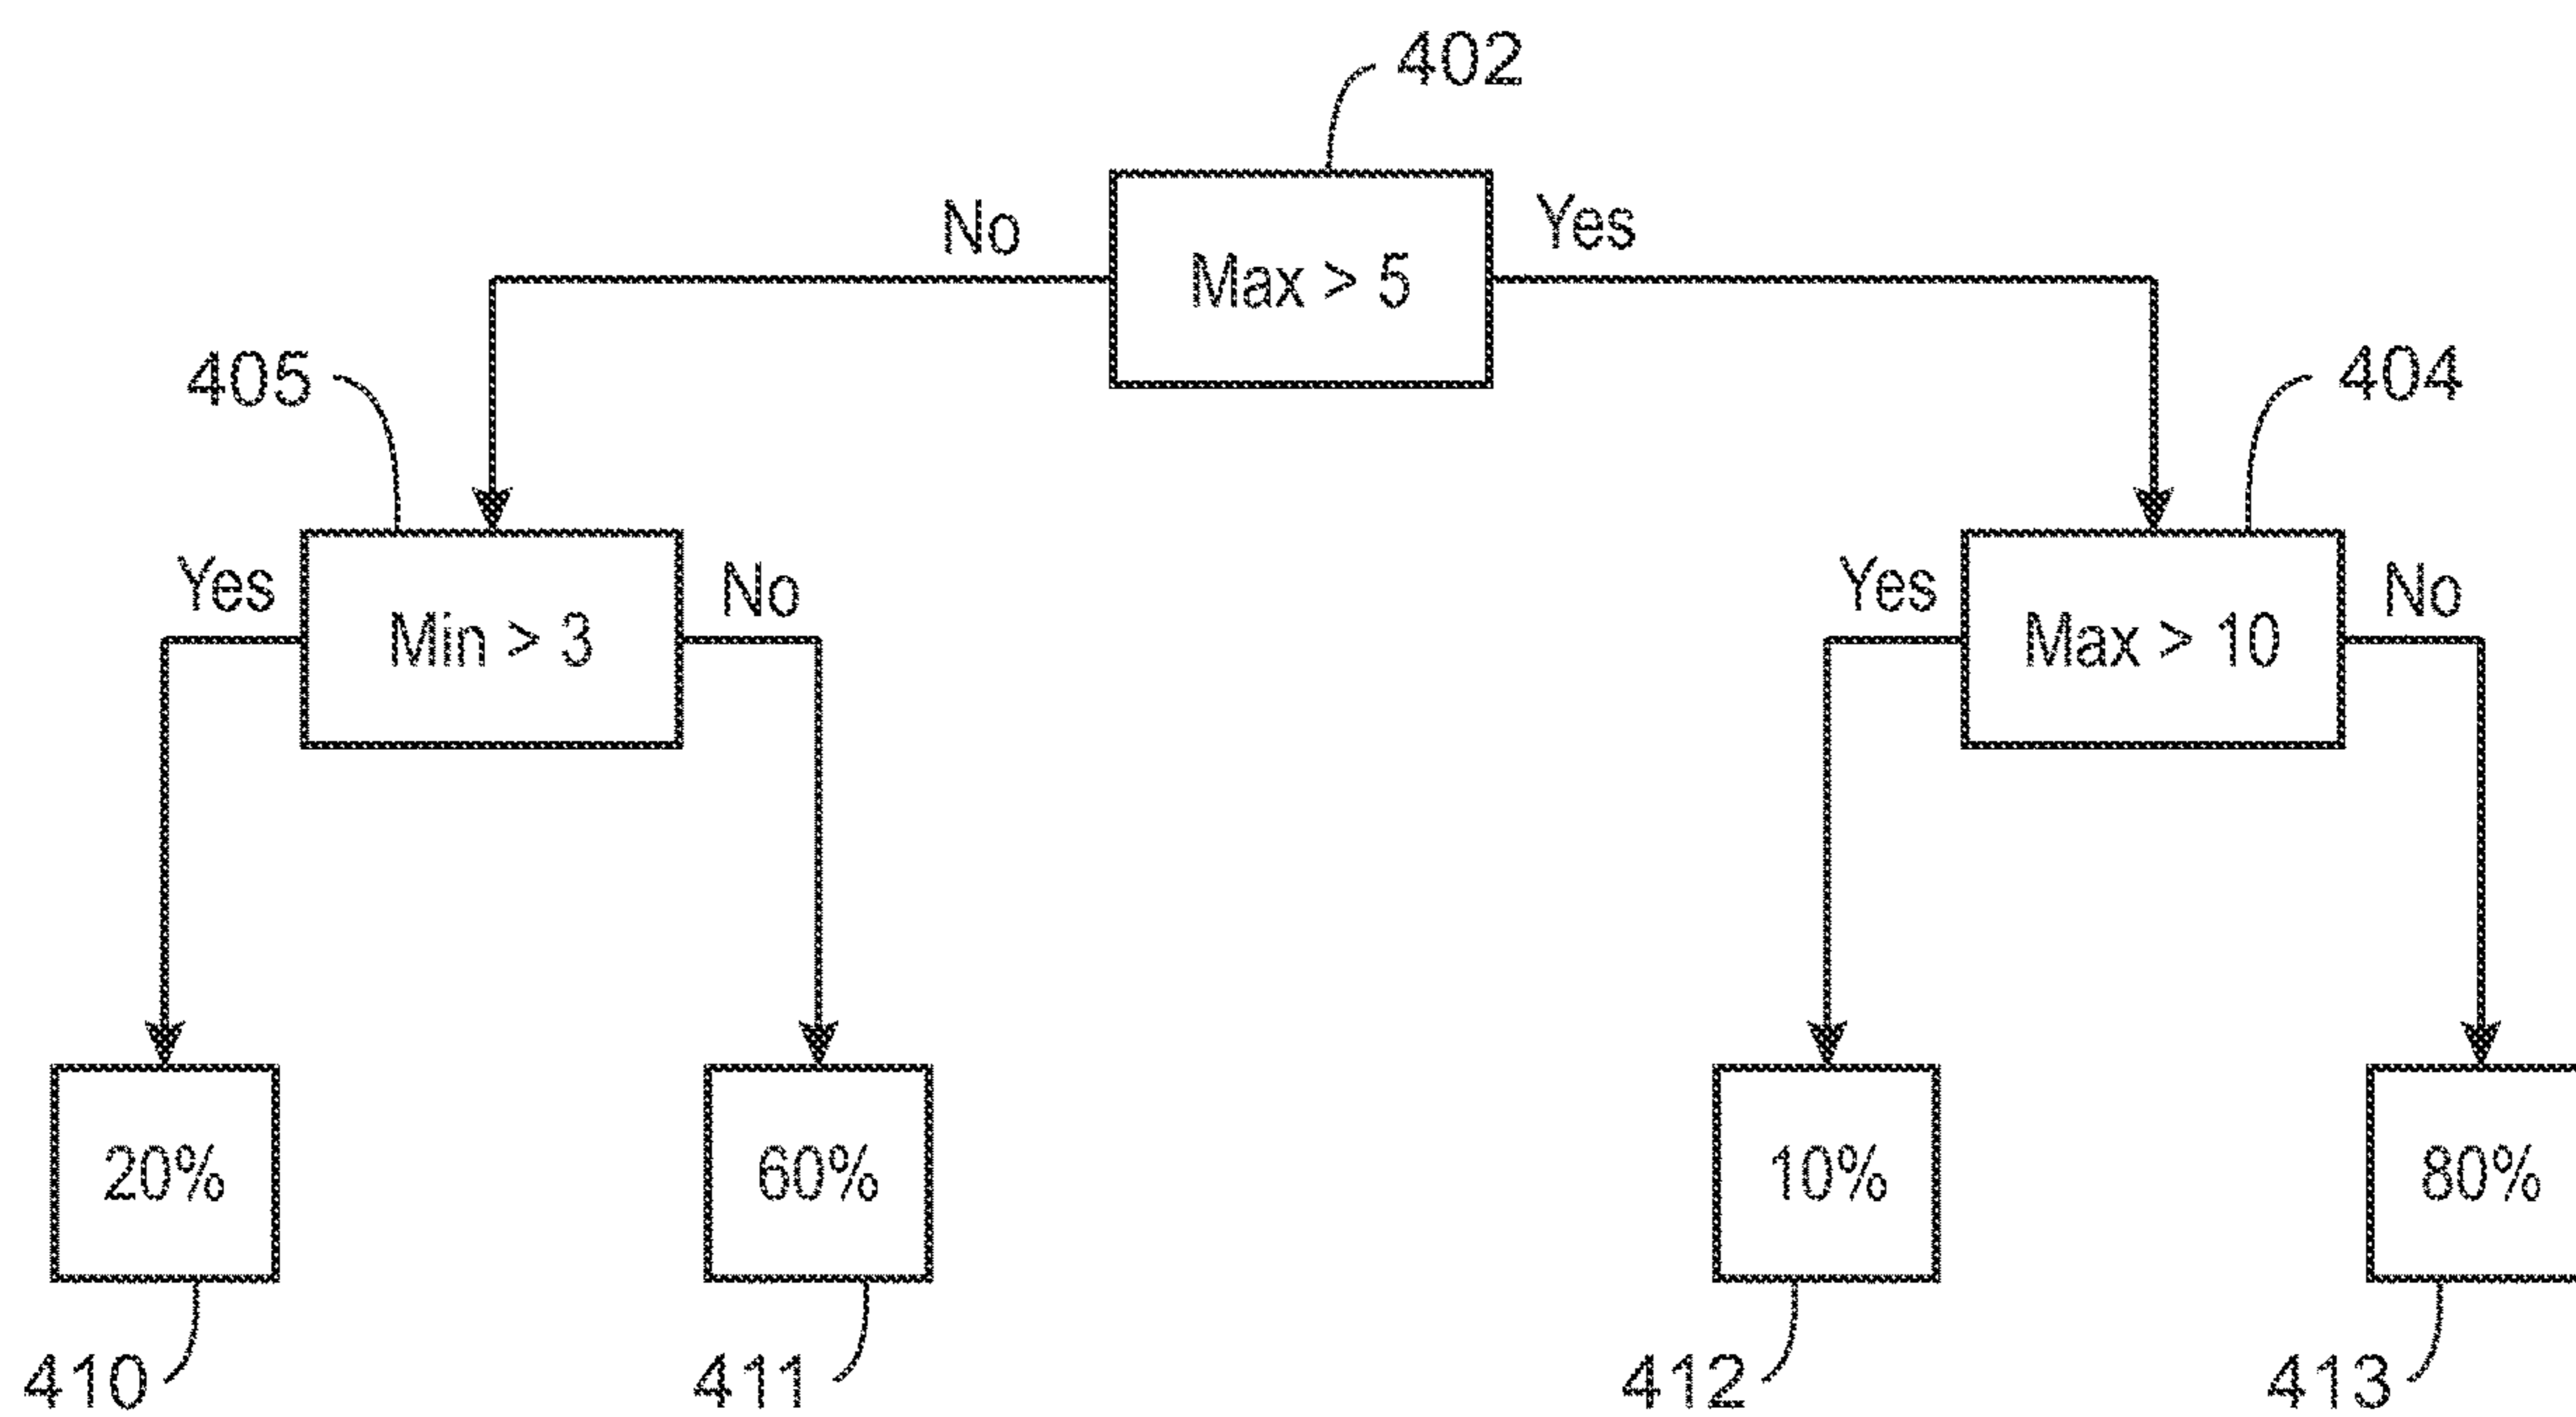 402
No
Yes
Max > 5
405
404
Yes
No
Yes
No
Min > 3
Max > 10
20%
60%
10%
80%
410
411
412
413